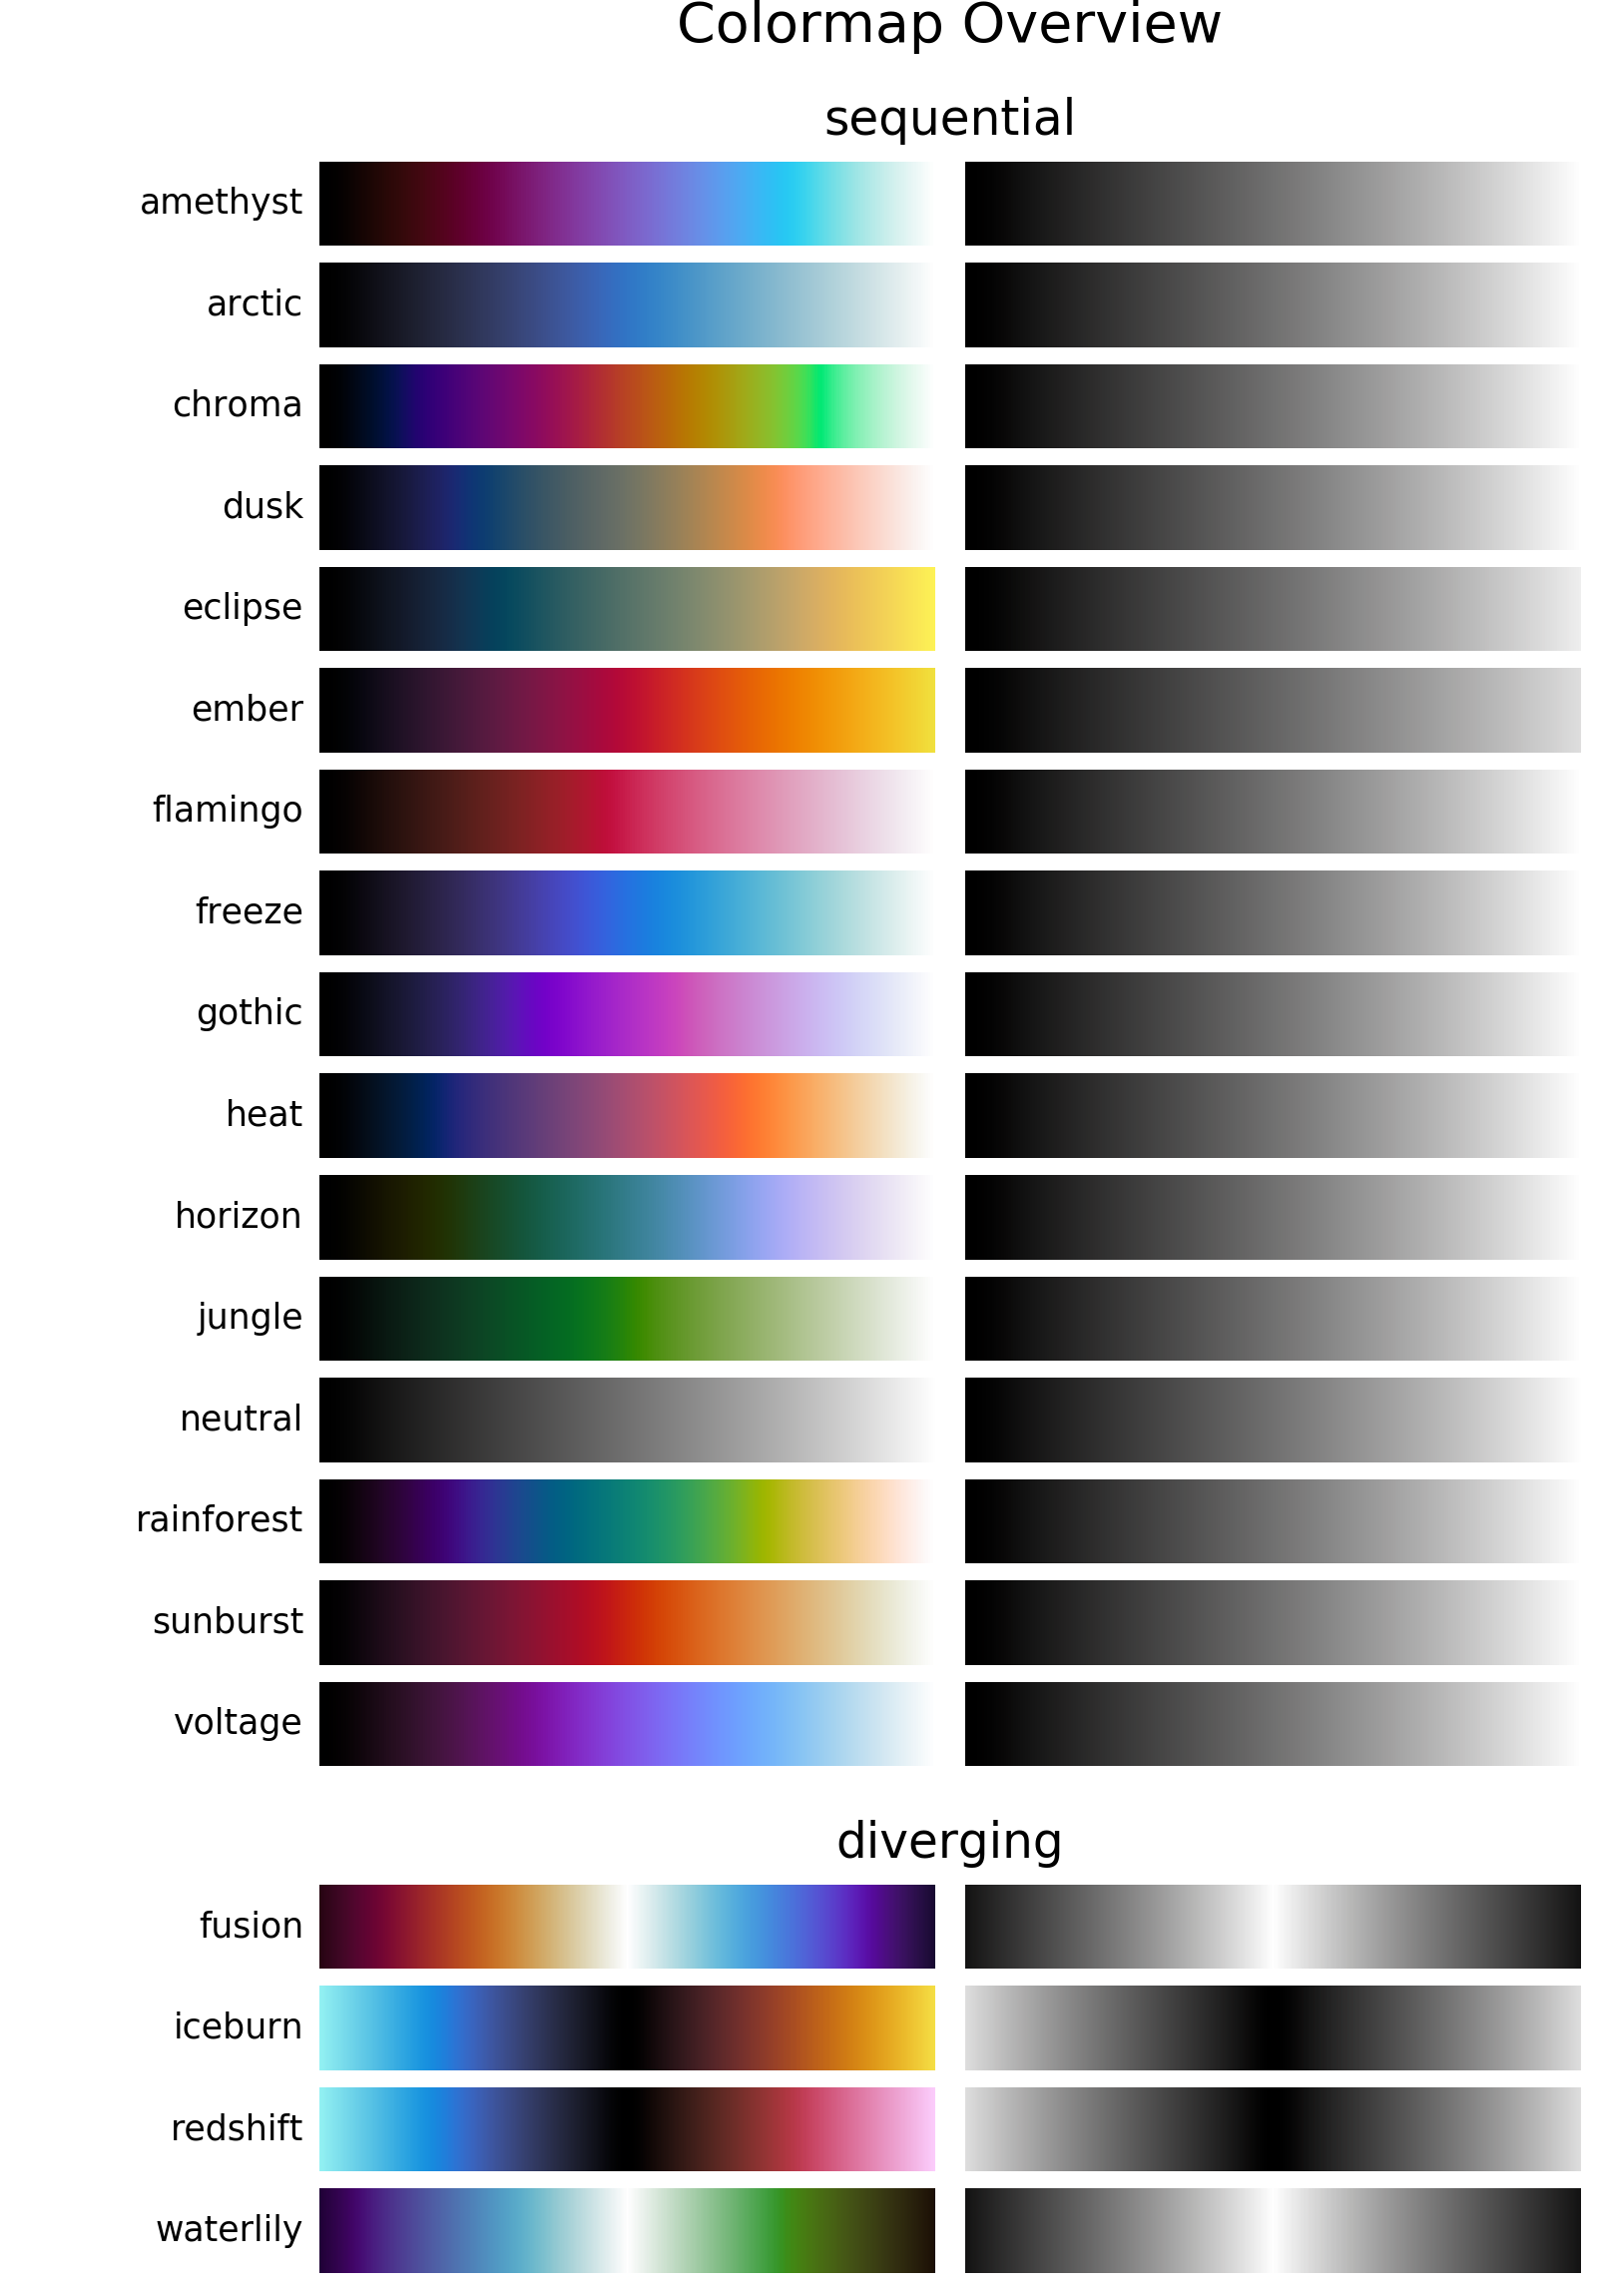 Colormap Overview
sequential
amethyst
arctic
chroma
dusk
eclipse
ember
flamingo
freeze
gothic
heat
horizon
jungle
neutral
rainforest
sunburst
voltage
diverging
fusion
iceburn
redshift
waterlily